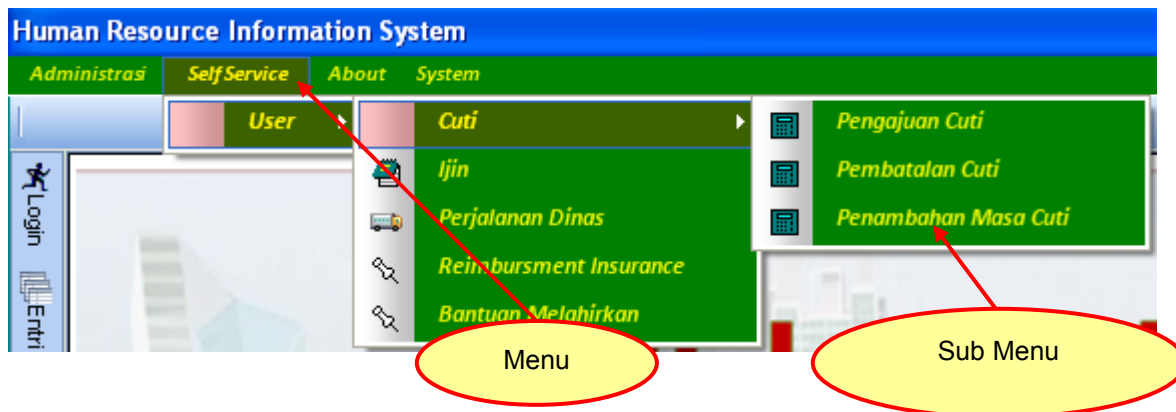 Human Resource Information System
Administrasi Self Service About System
User Cuti Pengajuan Cuti
Ijin Pembatalan Cuti
Perjalanan Dinas Penambahan Masa Cuti
Reimbursment Insurance
Bantuan Melahirkan
Login
Entri
Menu
Sub Menu